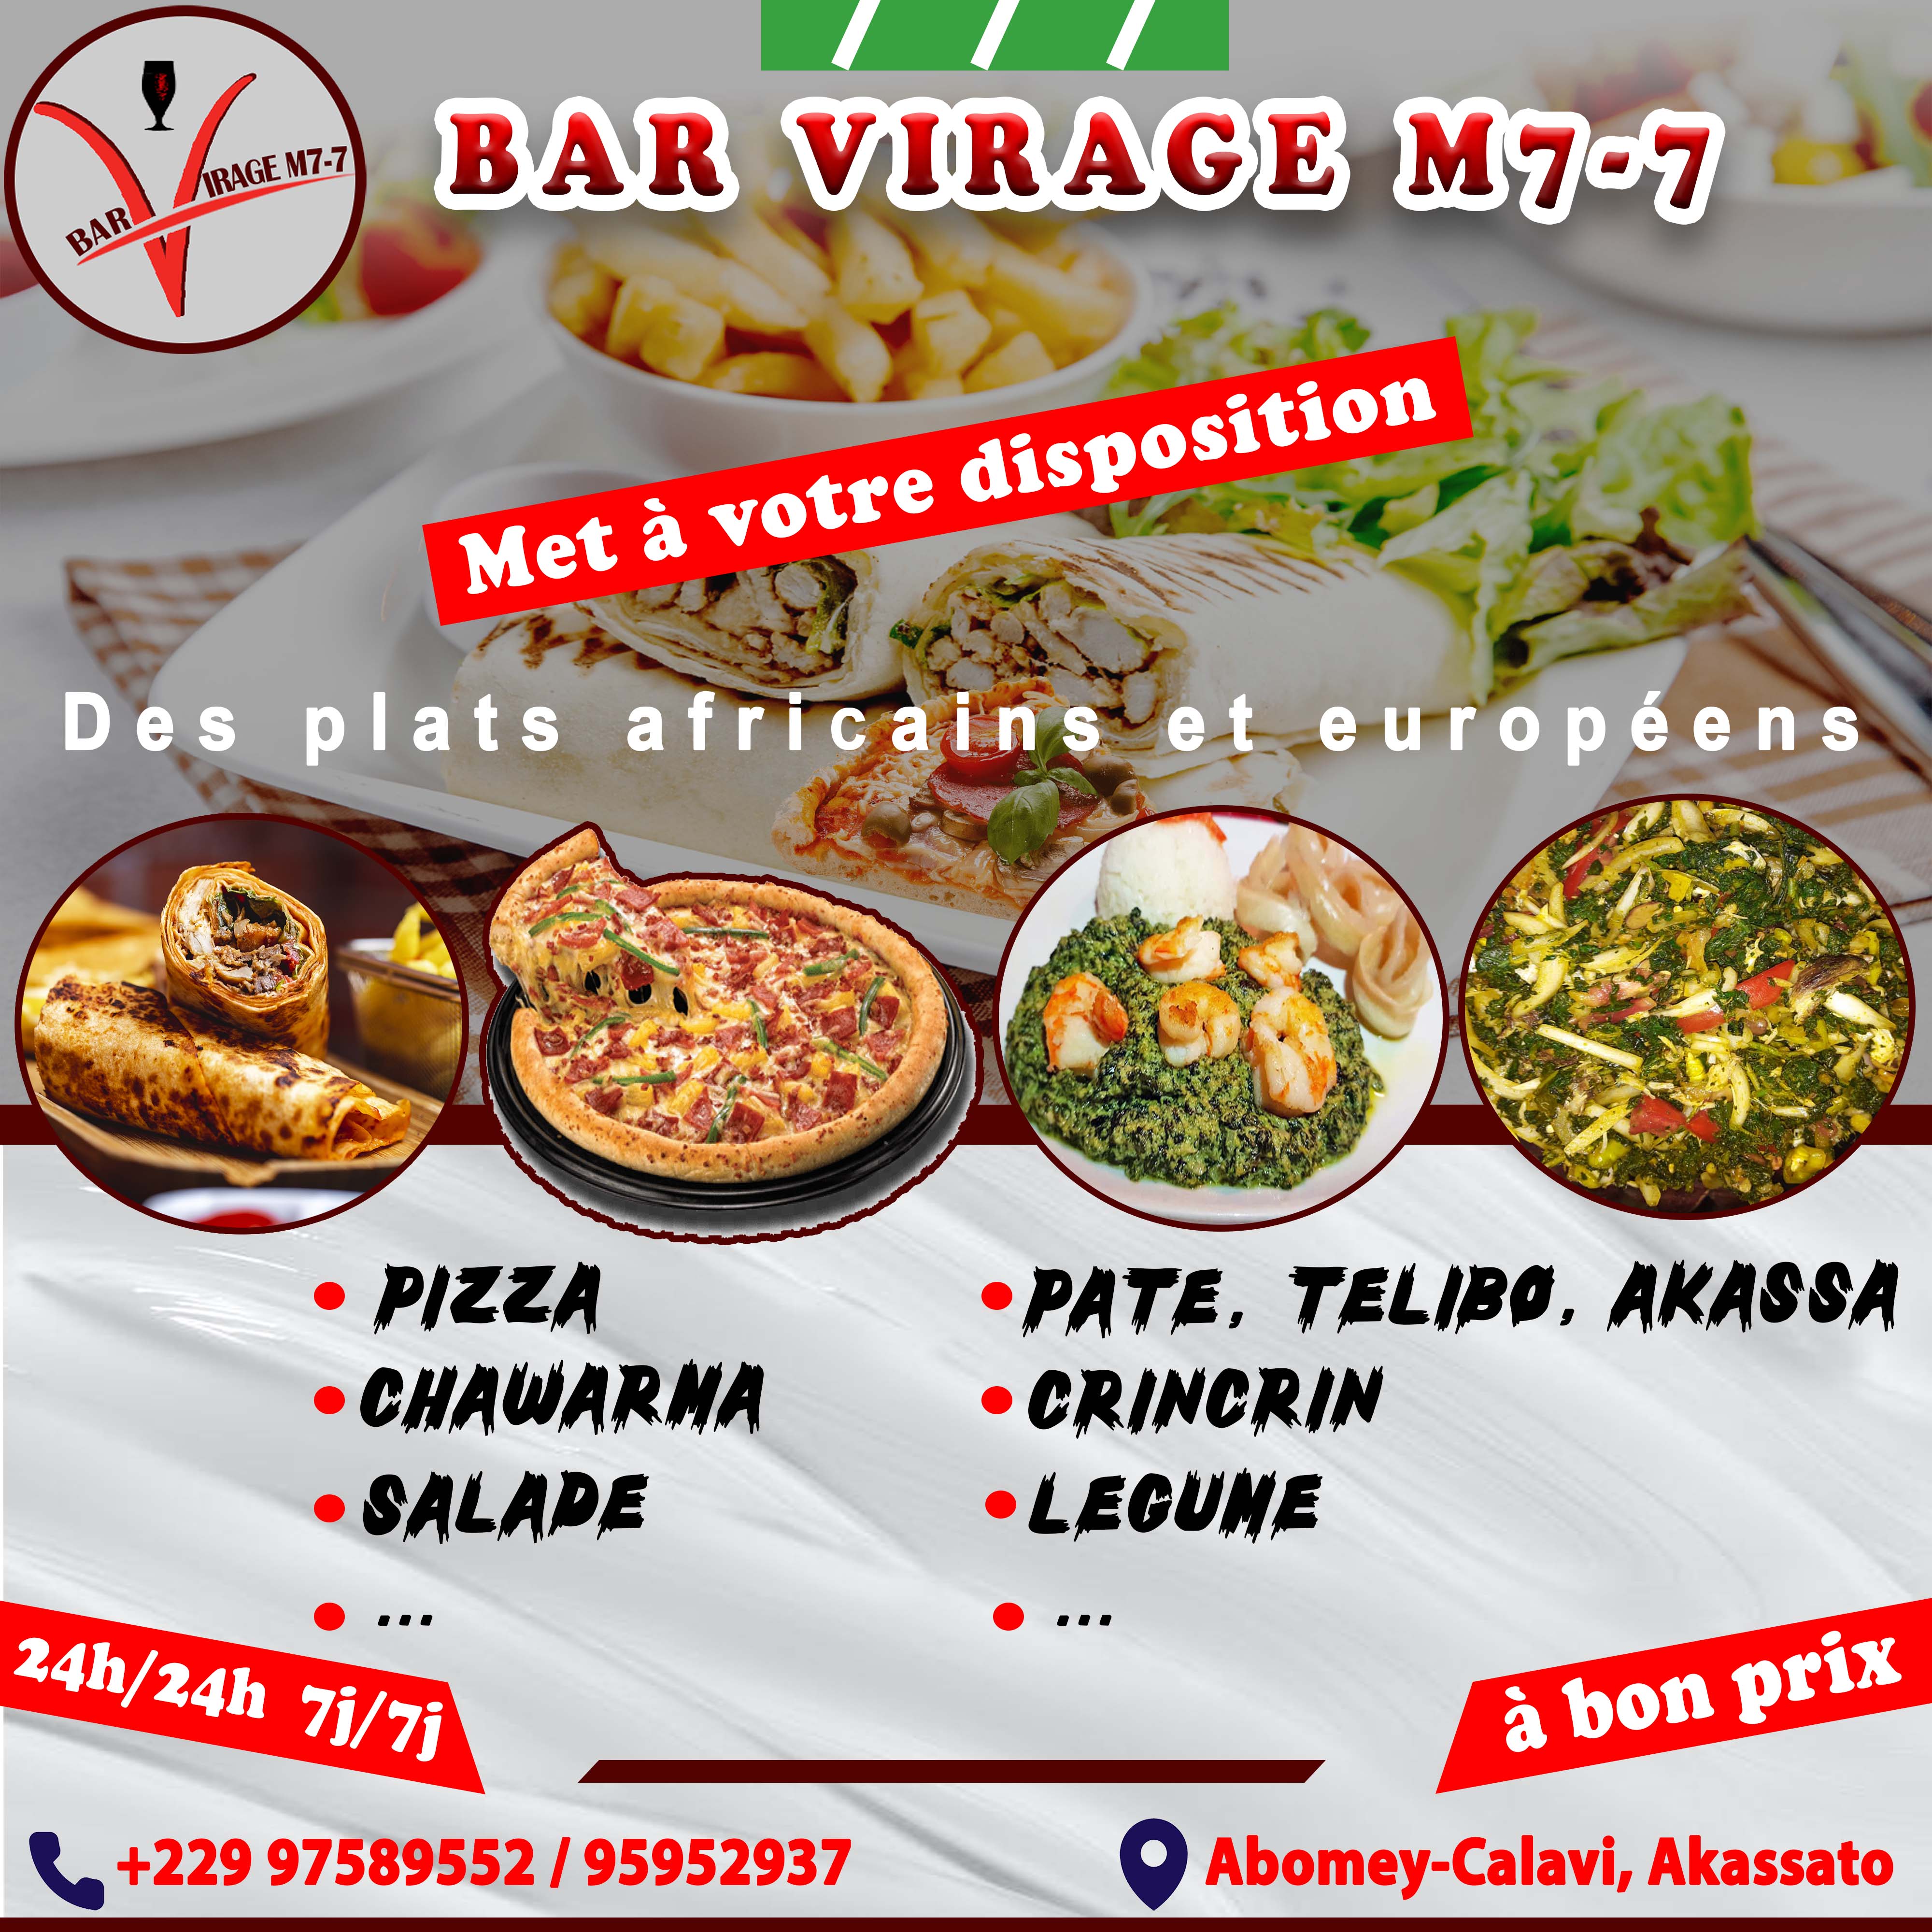 BAR VIRAGE M7-7
BAR VIRAGE M7-7
Met à votre disposition
Des plats africains et européens
PIZZA
CHAWARMA
SALADE
...
PATE, TELIBO, AKASSA
CRINCRIN
LEGUME
...
24h/24h 7j/7j
à bon prix
+229 97589552 / 95952937
Abomey-Calavi, Akassato